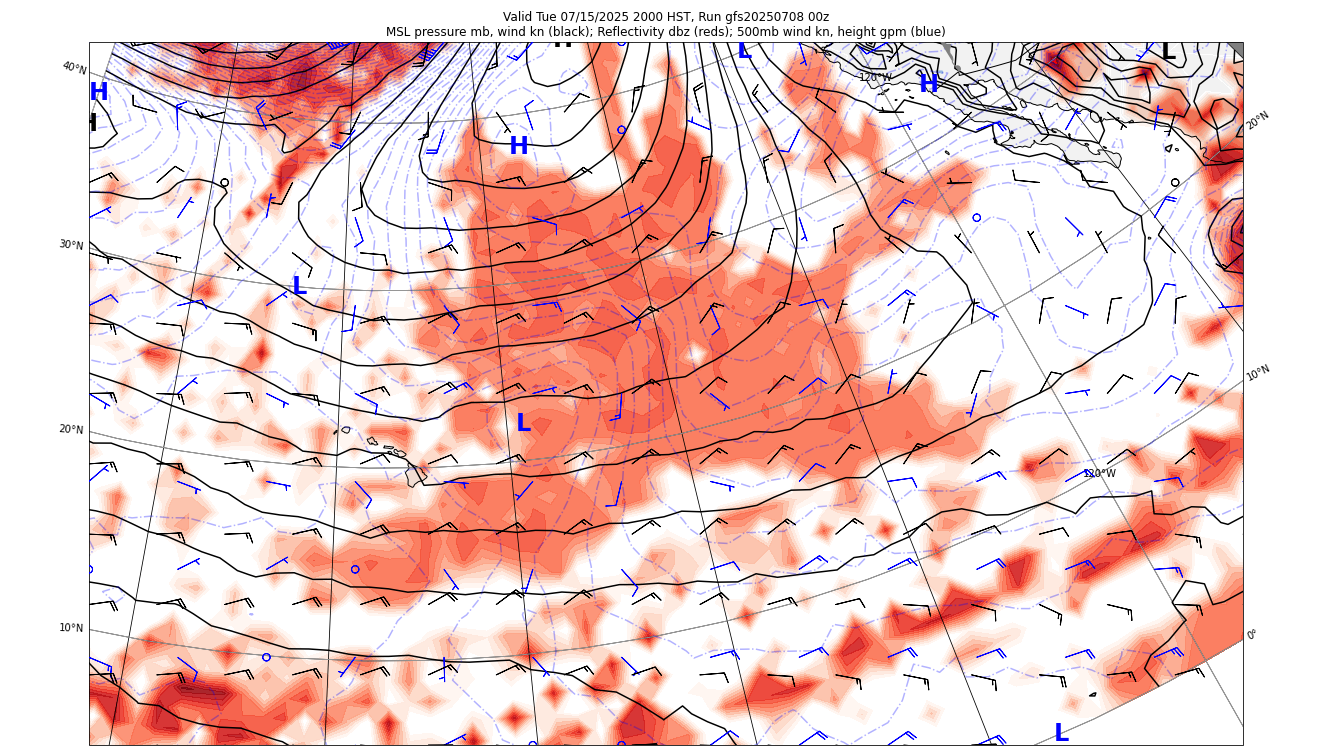 Valid Tue 07/15/2025 2000 HST, Run gfs20250708 00z
MSL pressure mb, wind kn (black); Reflectivity dbz (reds); 500mb wind kn, height gpm (blue)
H
L
L
40°N
120°W
H
H
H
20°N
H
30°N
L
10°N
L
20°N
120°W
10°N
0°
L